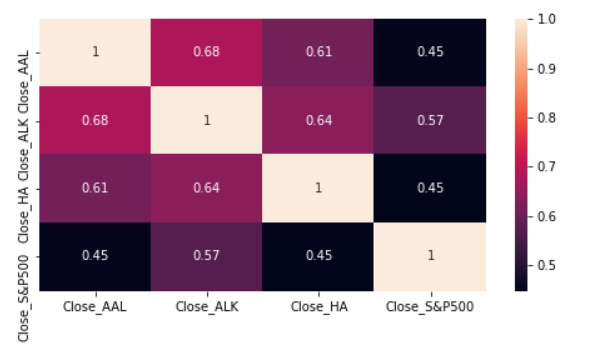 Close_AAL 1 0.68 0.61 0.45
Close_ALK 0.68 1 0.64 0.57
Close_HA 0.61 0.64 1 0.45
Close_S&P500 0.45 0.57 0.45 1
Close_AAL Close_ALK Close_HA Close_S&P500
1.0
0.9
0.8
0.7
0.6
0.5